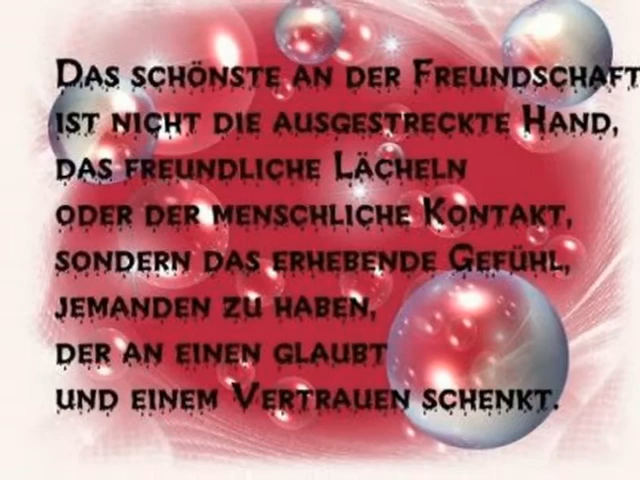 Das schönste an der Freundschaft
ist nicht die ausgestreckte Hand,
das freundliche Lächeln
oder der menschliche Kontakt,
sondern das erhebende Gefühl,
jemanden zu haben,
der an einen glaubt
und einem Vertrauen schenkt.